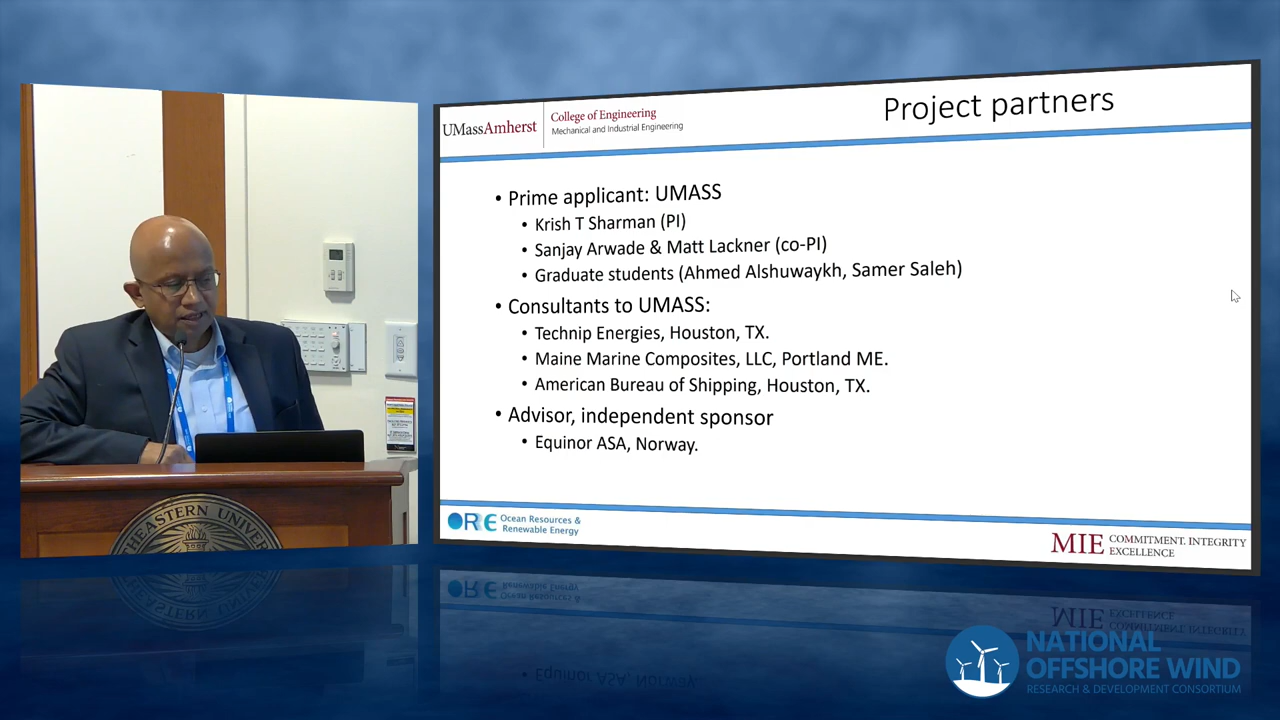 UMassAmherst
College of Engineering
Mechanical and Industrial Engineering
Project partners
• Prime applicant: UMASS
• Krish T Sharman (PI)
• Sanjay Arwade & Matt Lackner (co-PI)
• Graduate students (Ahmed Alshuwaykh, Samer Saleh)
• Consultants to UMASS:
• Technip Energies, Houston, TX.
• Maine Marine Composites, LLC, Portland ME.
• American Bureau of Shipping, Houston, TX.
• Advisor, independent sponsor
• Equinor ASA, Norway.
ORE Ocean Resources &
Renewable Energy
MIE COMMITMENT. INTEGRITY
EXCELLENCE
EASTERN UNIVE
NATIONAL
OFFSHORE WIND
RESEARCH & DEVELOPMENT CONSORTIUM